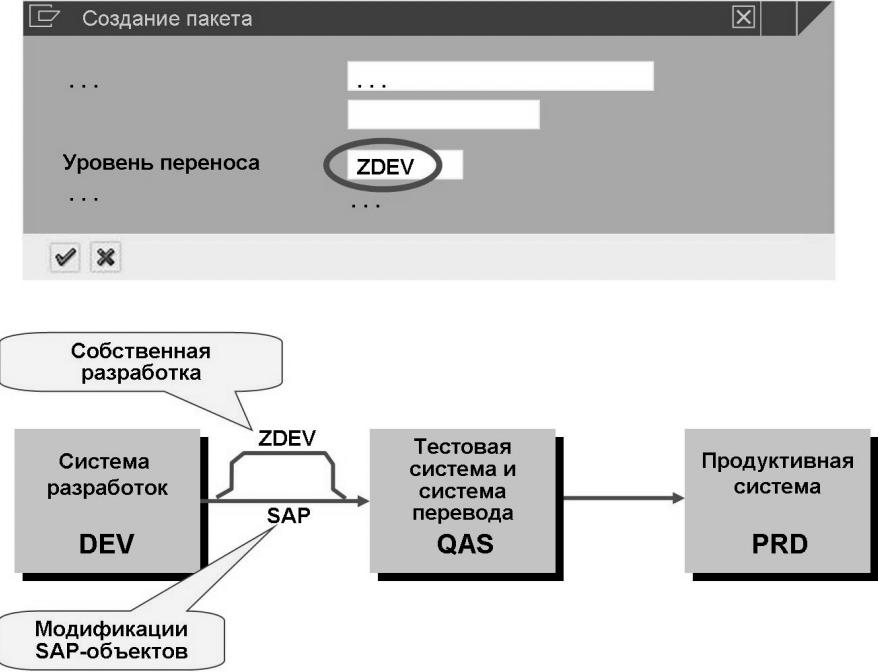 Создание пакета
. . .
. . .
Уровень переноса
ZDEV
. . .
. . .
Собственная
разработка
ZDEV
SAP
Система
разработок
DEV
Тестовая
система и
система
перевода
QAS
Продуктивная
система
PRD
Модификации
SAP-объектов